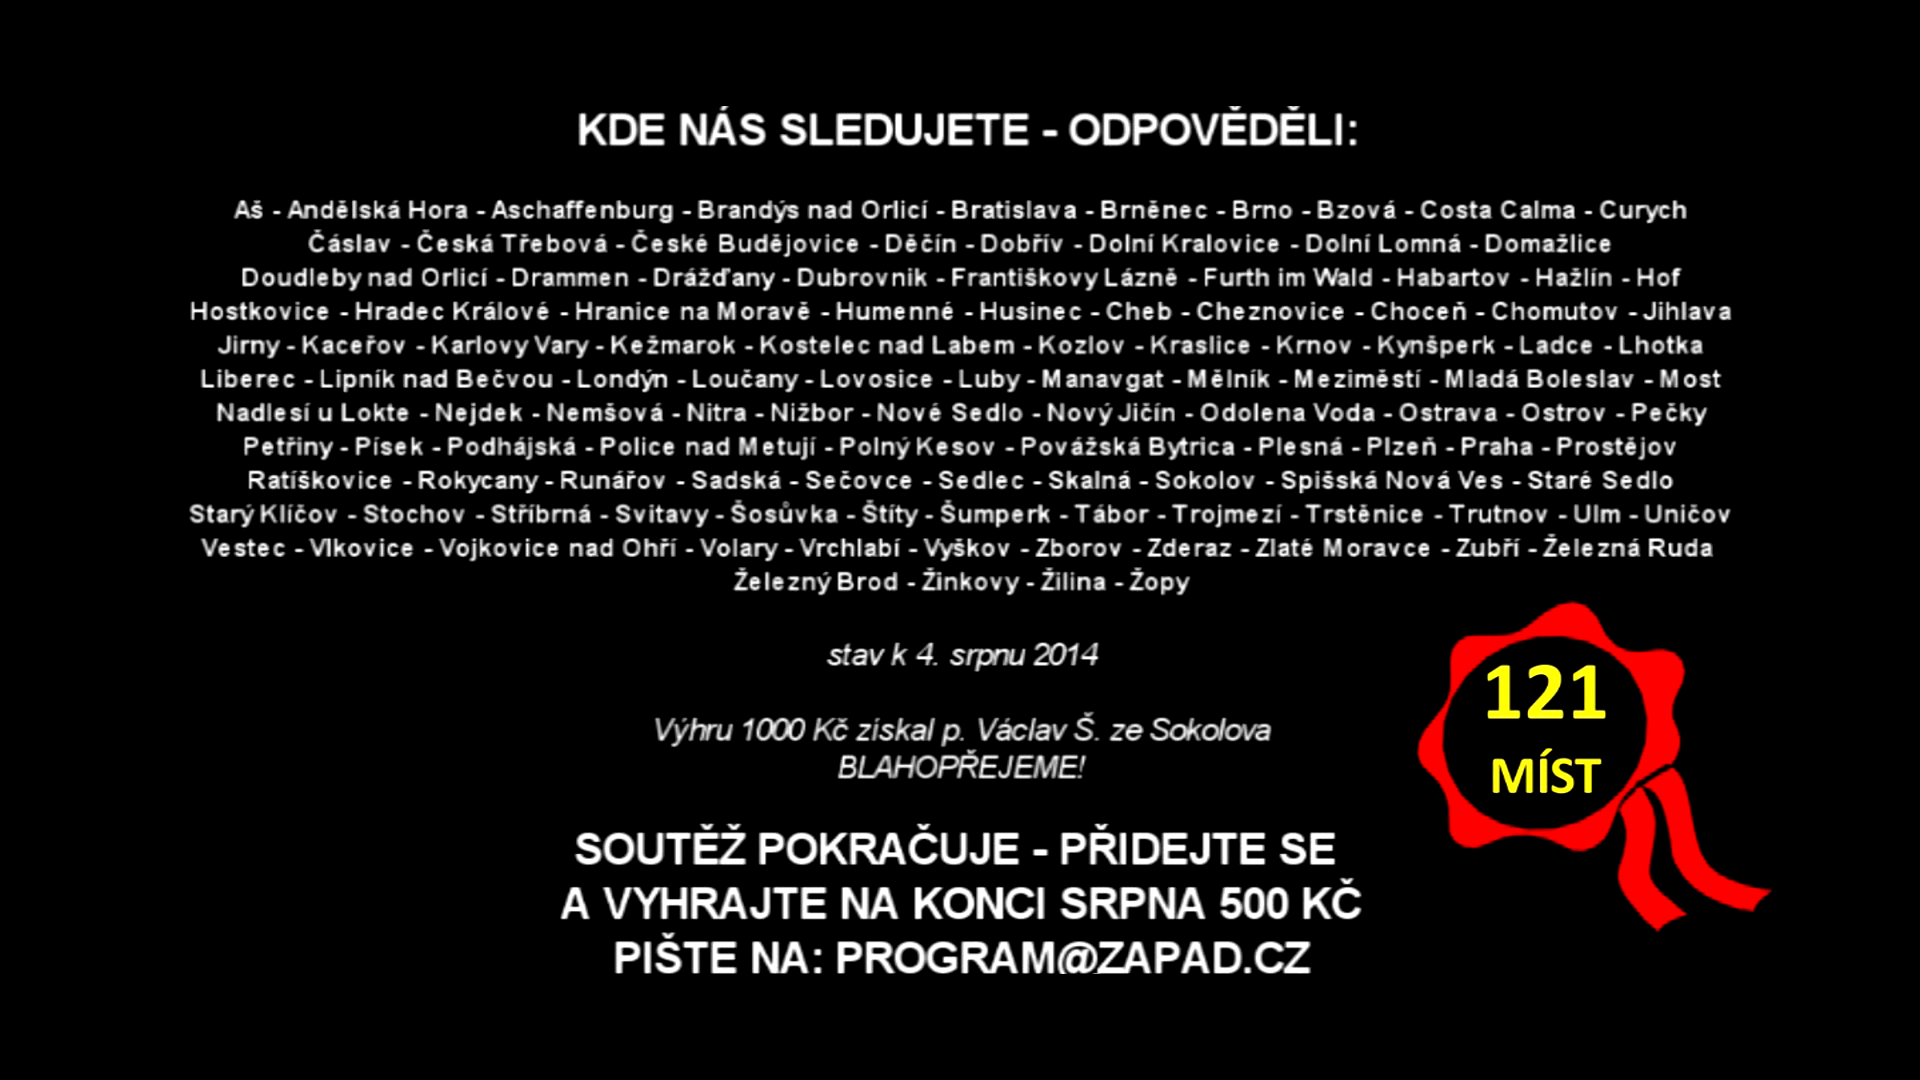 KDE NÁS SLEDUJETE - ODPOVĚDĚLI:
Aš - Andělská Hora - Aschaffenburg - Brandýs nad Orlicí - Bratislava - Brněnec - Brno - Bzová - Costa Calma - Curych
Čáslav - Česká Třebová - České Budějovice - Děčín - Dobřív - Dolní Kralovice - Dolní Lomná - Domažlice
Doudleby nad Orlicí - Drammen - Drážďany - Dubrovnik - Františkovy Lázně - Furth im Wald - Habartov - Hažlín - Hof
Hostkovice - Hradec Králové - Hranice na Moravě - Humenné - Husinec - Cheb - Cheznovice - Choceň - Chomutov - Jihlava
Jirny - Kaceřov - Karlovy Vary - Kežmarok - Kostelec nad Labem - Kozlov - Kraslice - Krnov - Kynšperk - Ladce - Lhotka
Liberec - Lipník nad Bečvou - Londýn - Loučany - Lovosice - Luby - Manavgat - Mělník - Meziměstí - Mladá Boleslav - Most
Nadlesí u Lokte - Nejdek - Nemšová - Nitra - Nižbor - Nové Sedlo - Nový Jičín - Odolena Voda - Ostrava - Ostrov - Pečky
Petřiny - Písek - Podhájská - Police nad Metují - Polný Kesov - Považská Bytrica - Plesná - Plzeň - Praha - Prostějov
Ratíškovice - Rokycany - Runářov - Sadská - Sečovce - Sedlec - Skalná - Sokolov - Spišská Nová Ves - Staré Sedlo
Starý Klíčov - Stochov - Stříbrná - Svitavy - Šosůvka - Štíty - Šumperk - Tábor - Trojmezí - Trstěnice - Trutnov - Ulm - Uničov
Vestec - Vlkovice - Vojkovice nad Ohří - Volary - Vrchlabí - Vyškov - Zborov - Zderaz - Zlaté Moravce - Zubří - Železná Ruda
Železný Brod - Žinkovy - Žilina - Žopy
stav k 4. srpnu 2014
121
MÍST
Výhru 1000 Kč získal p. Václav Š. ze Sokolova
BLAHOPŘEJEME!
SOUTĚŽ POKRAČUJE - PŘIDEJTE SE
A VYHRAJTE NA KONCI SRPNA 500 KČ
PIŠTE NA: PROGRAM@ZAPAD.CZ